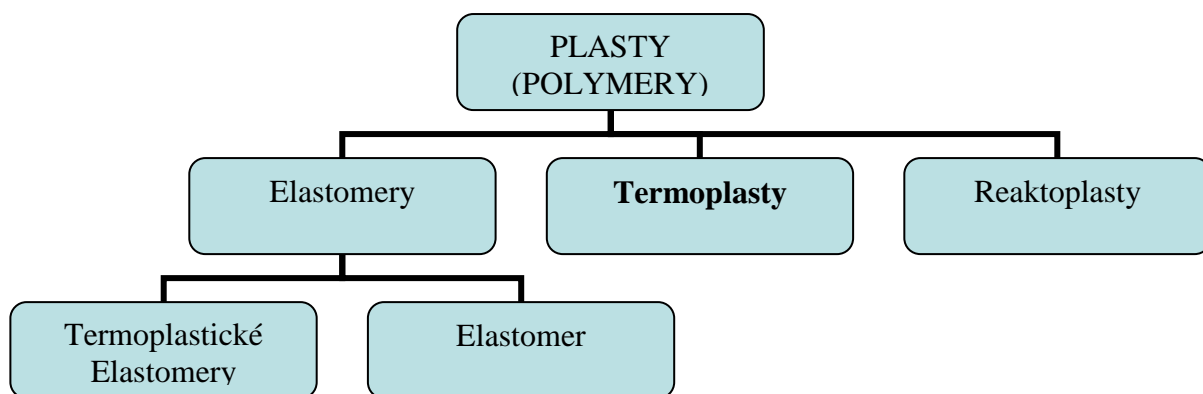 PLASTY
(POLYMERY)
Elastomery
Termoplasty
Reaktoplasty
Termoplastické
Elastomery
Elastomer